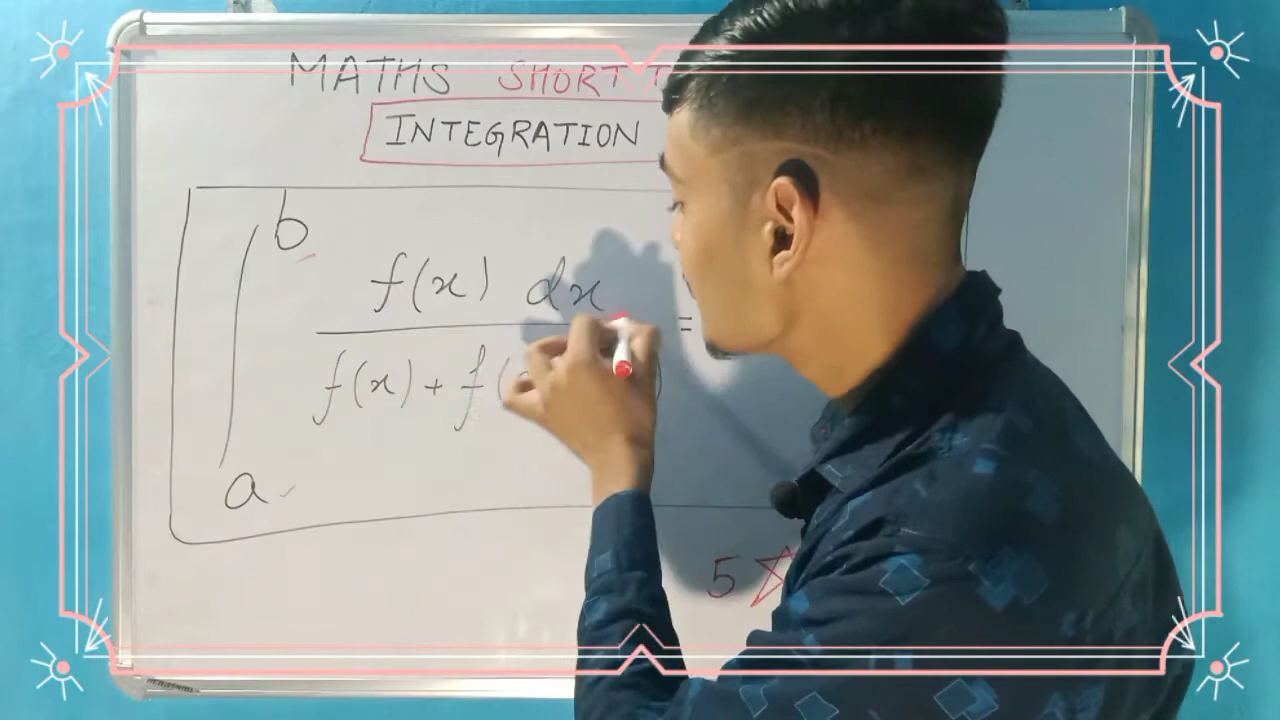 MATHS SHORT
INTEGRATION
b
f(x) dx
=
f(x) + f(
)
a
5